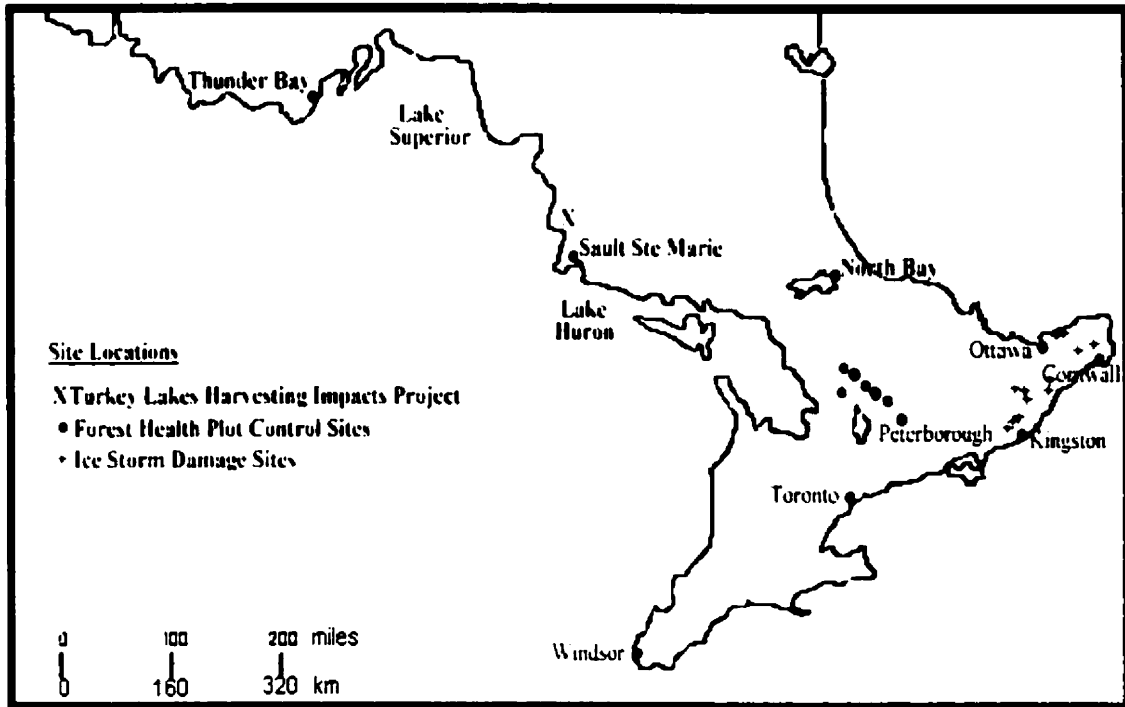 Thunder Bay
Lake
Superior
X
Sault Ste Marie
North Bay
Lake
Huron
Ottawa
Cornwall
Site Locations
X Turkey Lakes Harvesting Impacts Project
• Forest Health Plot Control Sites
+ Ice Storm Damage Sites
Peterborough
Kingston
Toronto
Windsor
0 100 200 miles
0 160 320 km